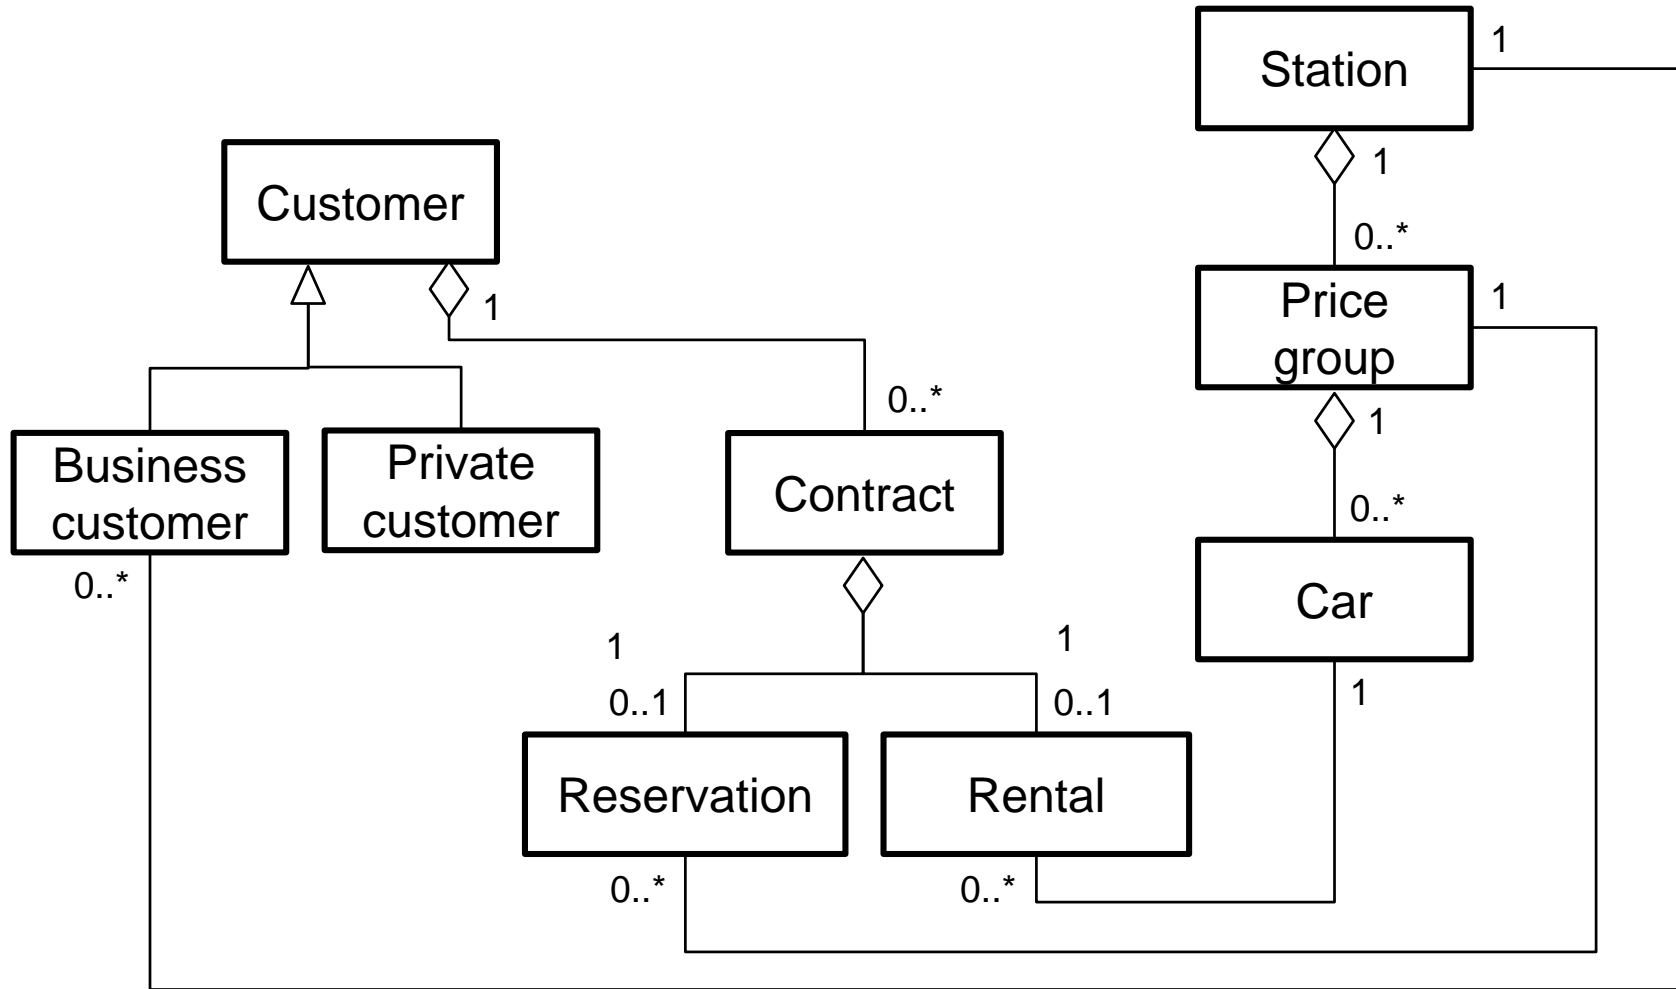 Station
1
1
0..*
Customer
1
Price
group
1
1
0..*
0..*
Business
customer
Private
customer
Contract
0..*
Car
1
1
1
0..1
0..1
Reservation
Rental
0..*
0..*